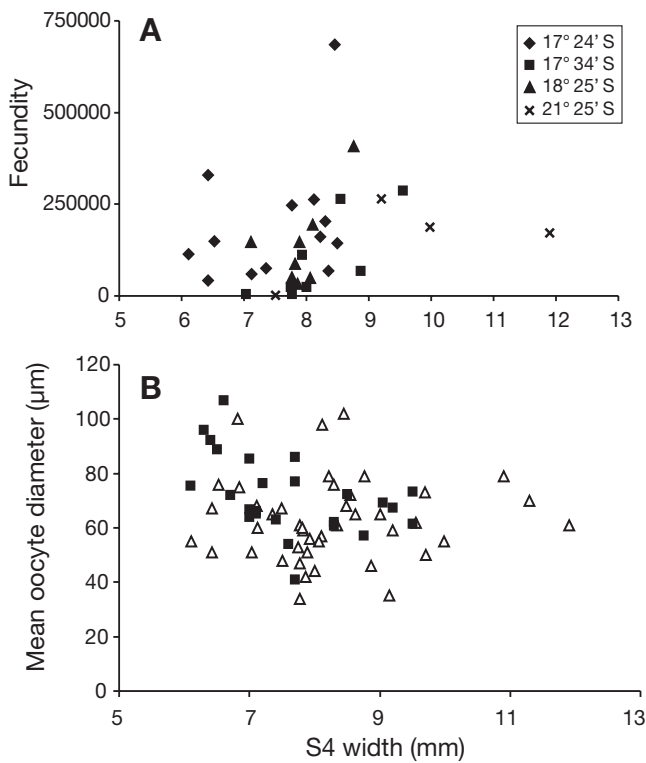 A
Fecundity
750000
500000
250000
0
5 6 7 8 9 10 11 12 13
17° 24' S
17° 34' S
18° 25' S
21° 25' S
B
Mean oocyte diameter (µm)
120
100
80
60
40
20
0
5 7 9 11 13
S4 width (mm)